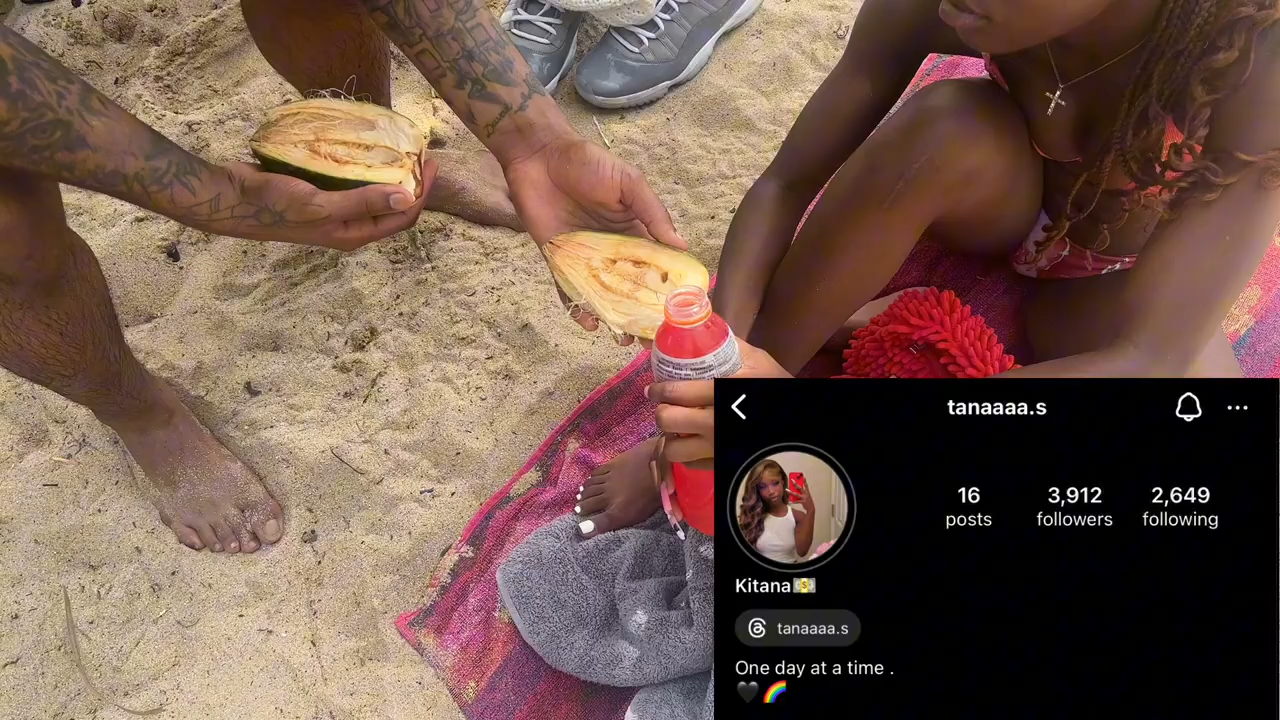 tanaaaa.s
16
posts
3,912
followers
2,649
following
Kitana💵
tanaaaa.s
One day at a time .
🖤🌈